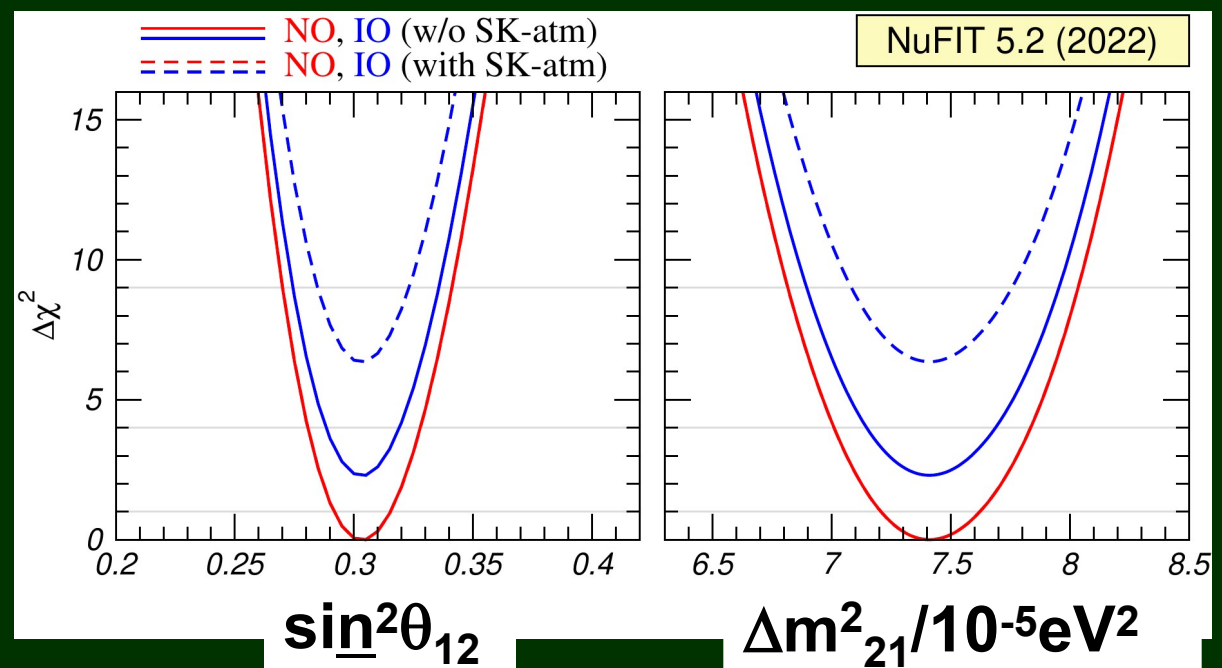 NO, IO (w/o SK-atm)
NO, IO (with SK-atm)
NuFIT 5.2 (2022)
Δχ²
15
10
5
0
0.2 0.25 0.3 0.35 0.4
6.5 7 7.5 8 8.5
sin²θ₁₂
Δm²₂₁/10⁻⁵eV²